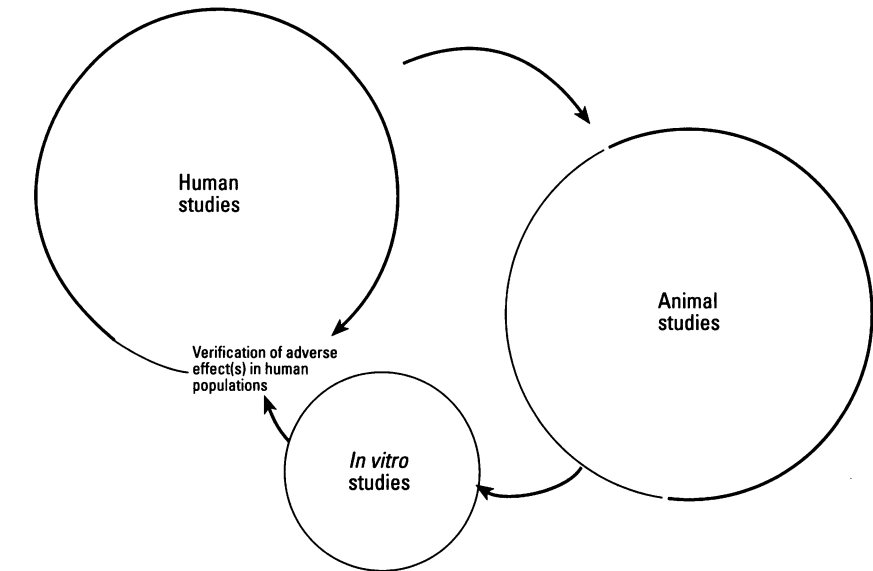 Human
studies
Animal
studies
Verification of adverse
effect(s) in human
populations
In vitro
studies